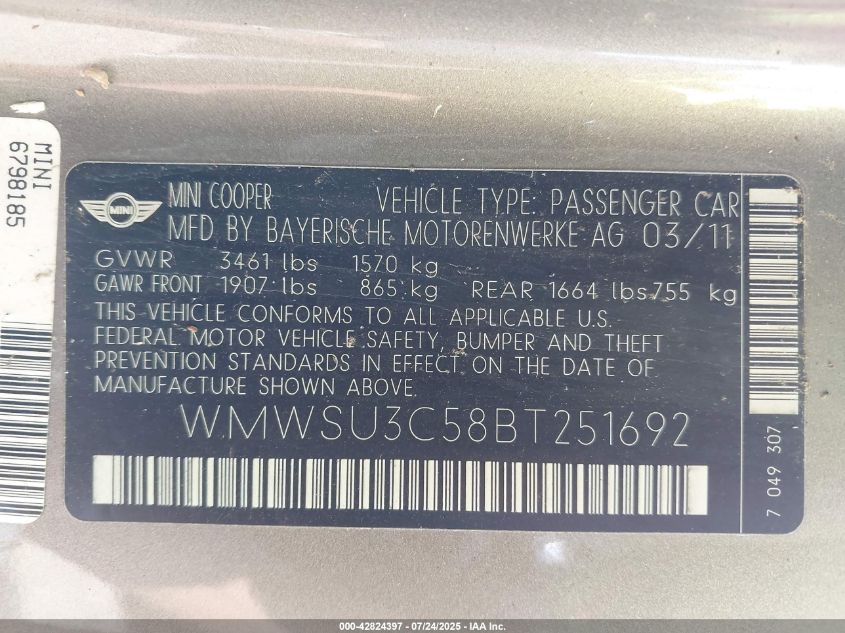 MINI
6798185
MINI
MINI COOPER VEHICLE TYPE: PASSENGER CAR
MFD BY BAYERISCHE MOTORENWERKE AG 03/11
GVWR 3461 lbs 1570 kg
GAWR FRONT 1907 lbs 865 kg REAR 1664 lbs 755 kg
THIS VEHICLE CONFORMS TO ALL APPLICABLE U.S.
FEDERAL MOTOR VEHICLE SAFETY, BUMPER AND THEFT
PREVENTION STANDARDS IN EFFECT ON THE DATE OF
MANUFACTURE SHOWN ABOVE.
WMWSU3C58BT251692
7 049 307
000-42824397 - 07/24/2025 - IAA Inc.